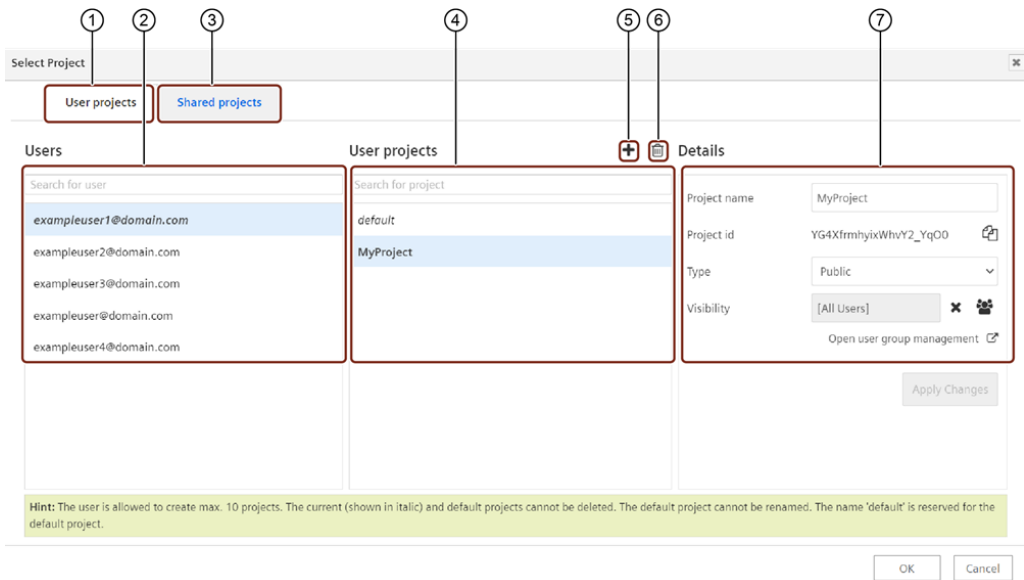 1 2 3 4 5 6 7
Select Project
User projects Shared projects
Users User projects Details
Search for user
exampleuser1@domain.com
exampleuser2@domain.com
exampleuser3@domain.com
exampleuser@domain.com
exampleuser4@domain.com
Search for project
default
MyProject
Project name MyProject
Project id YG4XfrmhyixWhvY2_YqO0
Type Public
Visibility [All Users]
Open user group management
Apply Changes
Hint: The user is allowed to create max. 10 projects. The current (shown in italic) and default projects cannot be deleted. The default project cannot be renamed. The name 'default' is reserved for the
default project.
OK Cancel